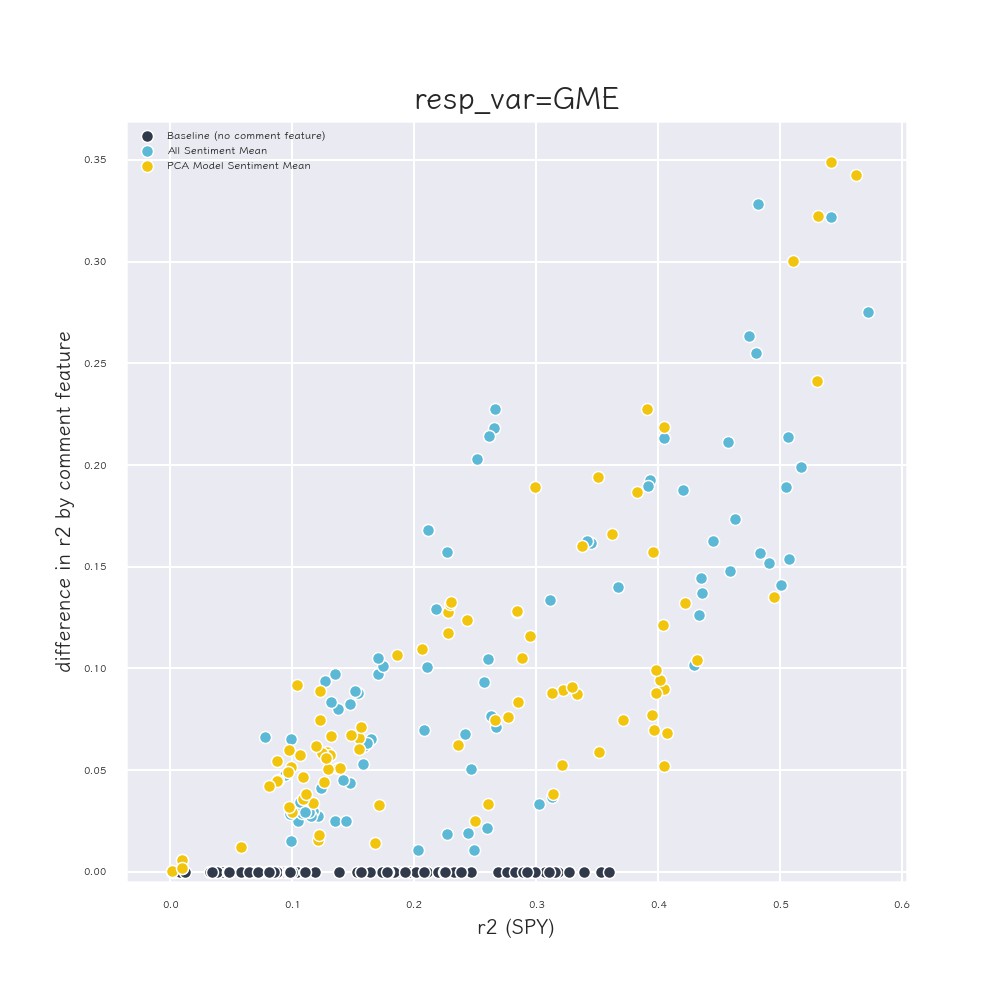 resp_var=GME
Baseline (no comment feature)
All Sentiment Mean
PCA Model Sentiment Mean
0.35
0.30
0.25
0.20
0.15
0.10
0.05
0.00
difference in r2 by comment feature
0.0 0.1 0.2 0.3 0.4 0.5 0.6
r2 (SPY)